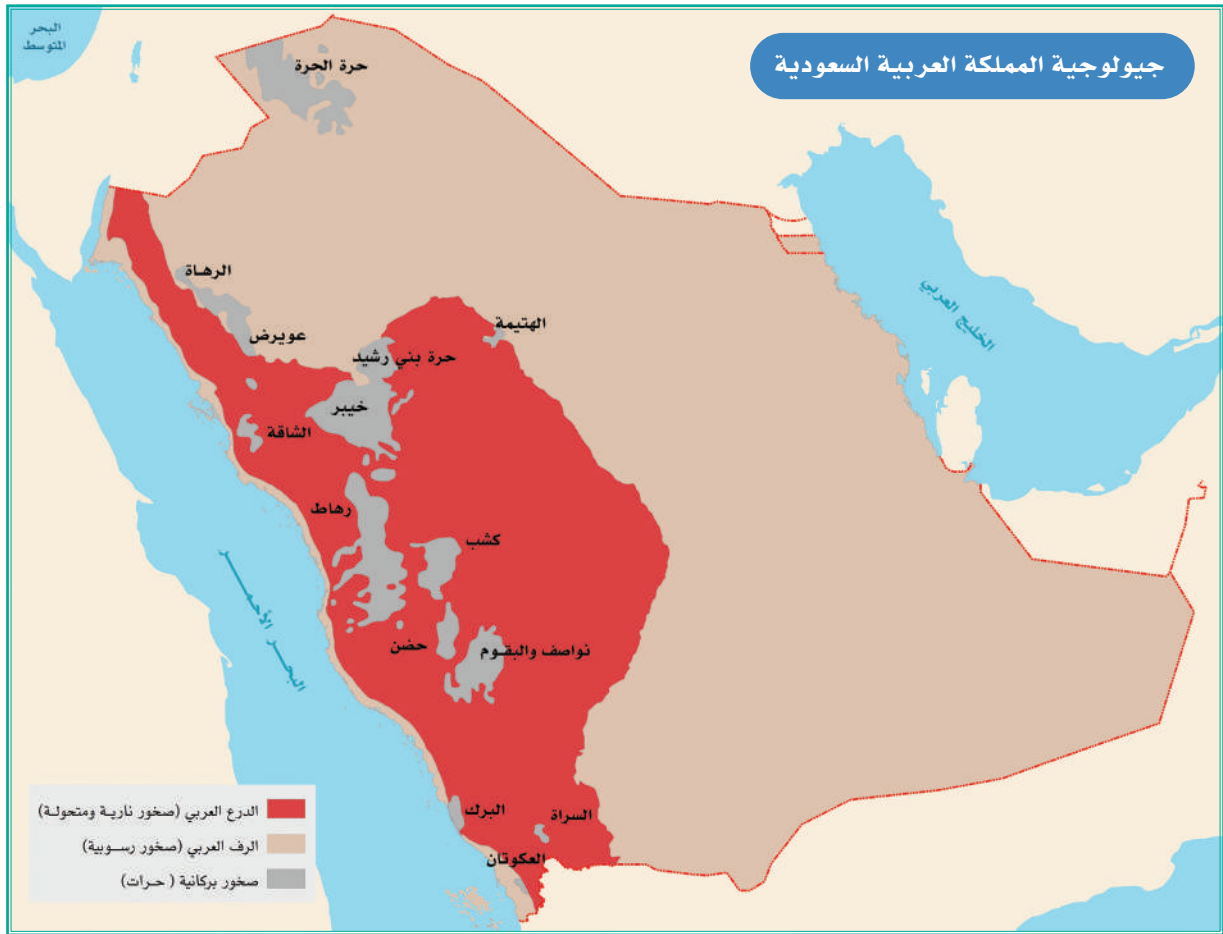 جيولوجية المملكة العربية السعودية
البحر
المتوسط
حرة الحرة
الرهاة
عويرض
الهتيمة
حرة بني رشيد
خيبر
الشاقة
الخليج العربي
رهاط
كشب
حضن
نواصف والبقوم
البحر الأحمر
البرك
السراة
العكوتان
الدرع العربي (صخور نارية ومتحولة)
الرف العربي (صخور رسوبية)
صخور بركانية ( حرات)